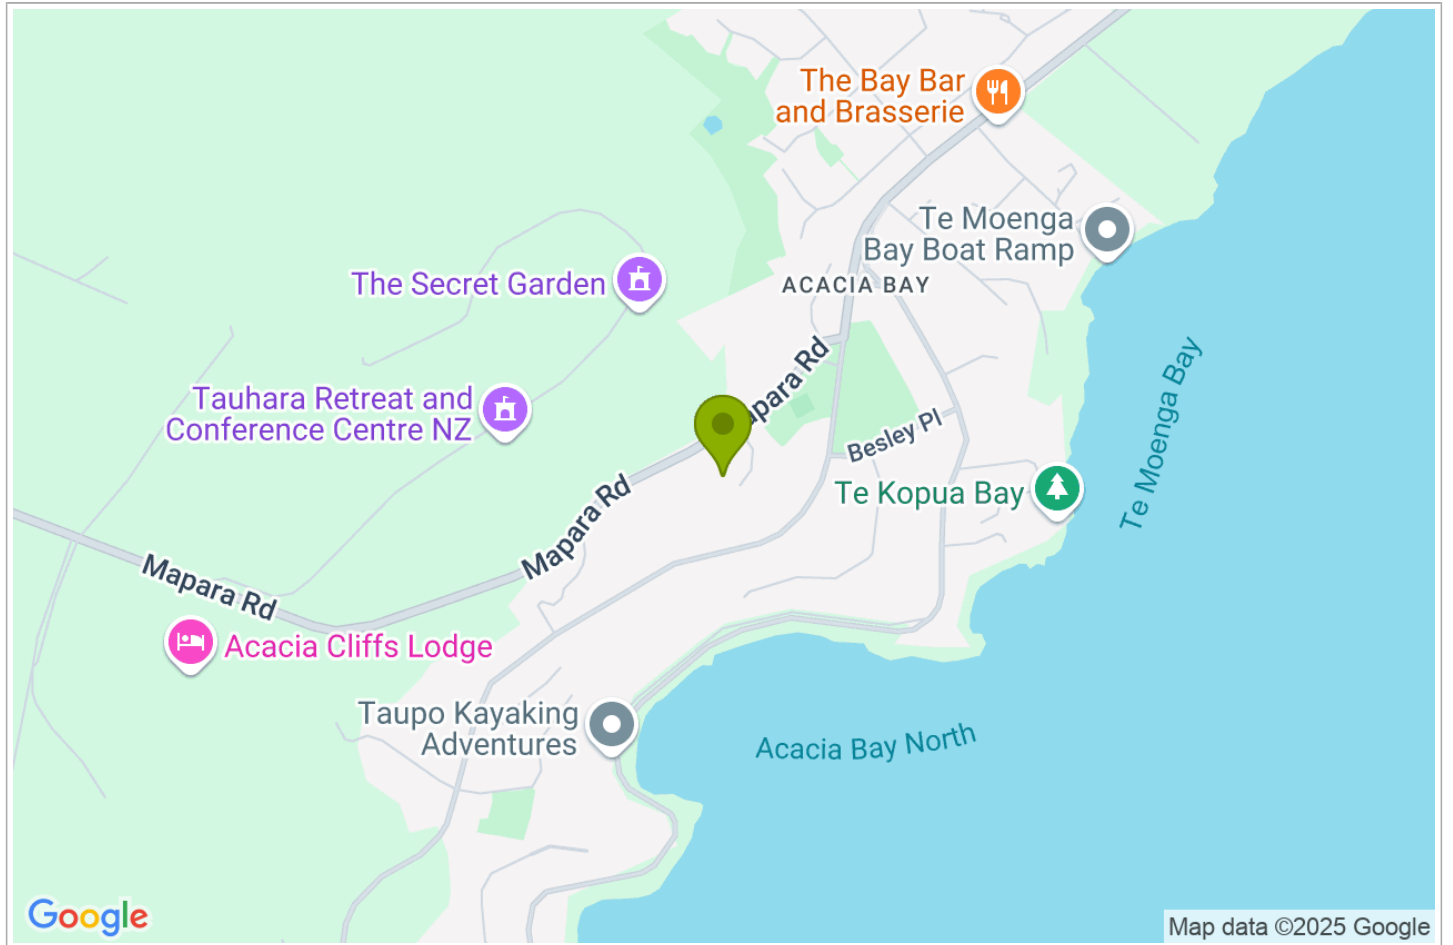 The Bay Bar
and Brasserie
Te Moenga
Bay Boat Ramp
ACACIA BAY
The Secret Garden
Mapara Rd
Te Moenga Bay
Tauhara Retreat and
Conference Centre NZ
Besley Pl
Te Kopua Bay
Mapara Rd
Mapara Rd
Acacia Cliffs Lodge
Taupo Kayaking
Adventures
Acacia Bay North
Google
Map data ©2025 Google